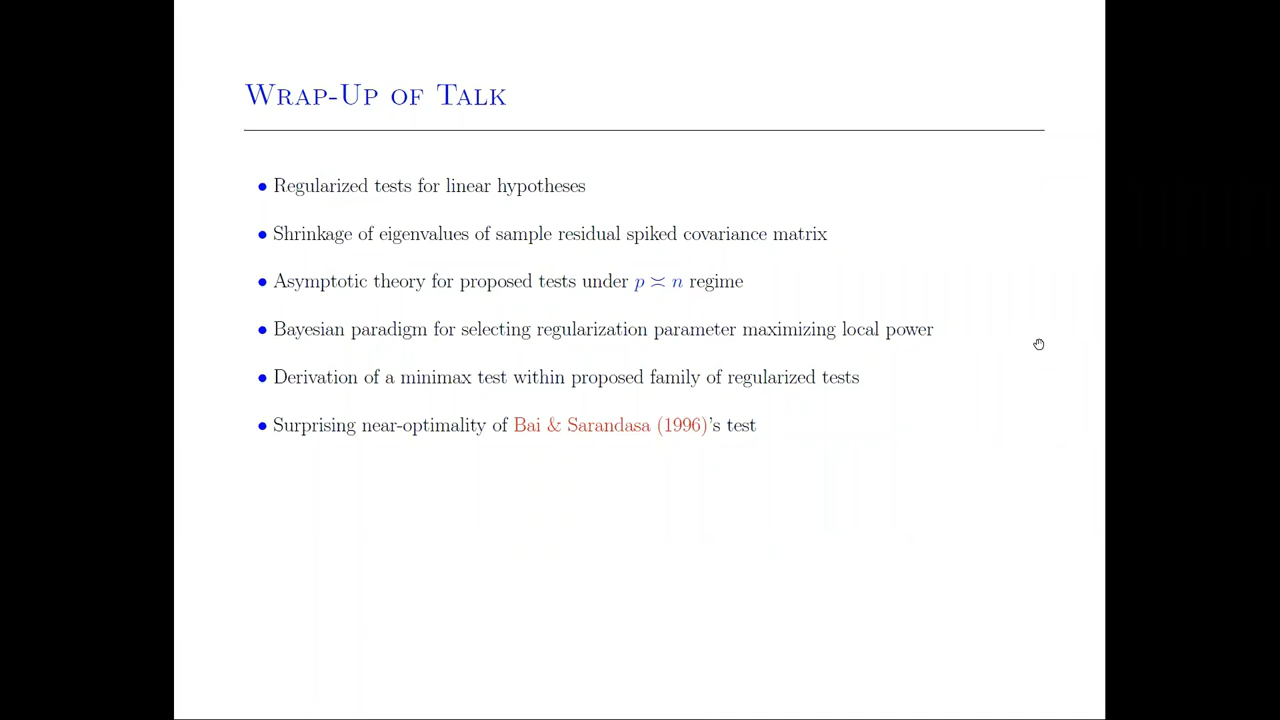 Wrap-Up of Talk
• Regularized tests for linear hypotheses
• Shrinkage of eigenvalues of sample residual spiked covariance matrix
• Asymptotic theory for proposed tests under p ≍ n regime
• Bayesian paradigm for selecting regularization parameter maximizing local power
• Derivation of a minimax test within proposed family of regularized tests
• Surprising near-optimality of Bai & Sarandasa (1996)'s test